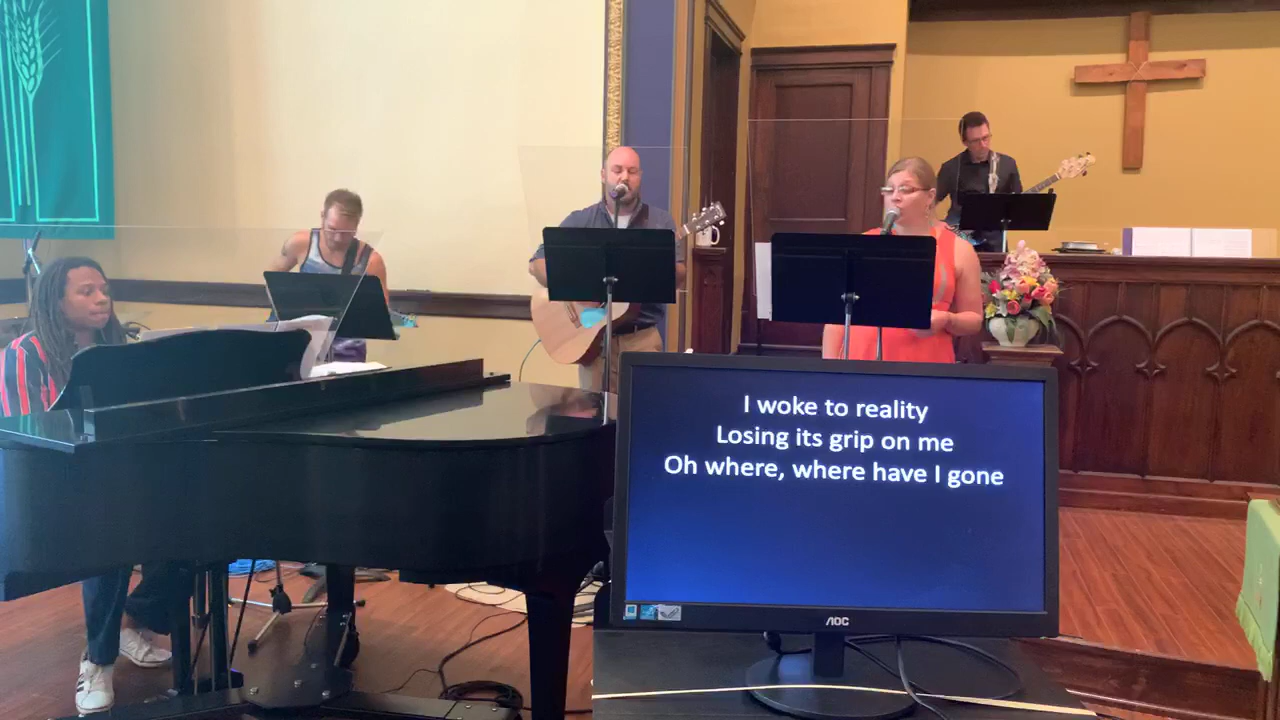 I woke to reality
Losing its grip on me
Oh where, where have I gone
AOC